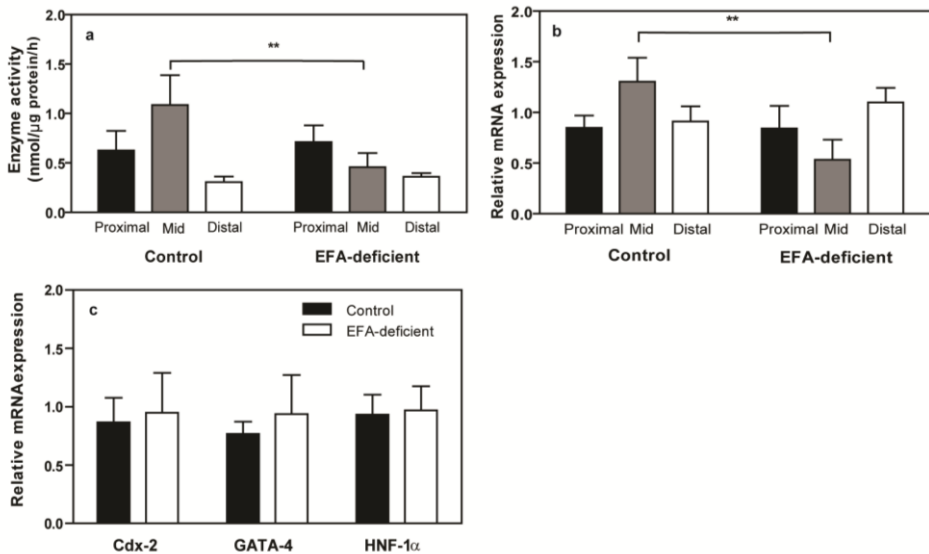 a
**
Enzyme activity
(nmol/µg protein/h)
2.0
1.5
1.0
0.5
0.0
Proximal Mid Distal Proximal Mid Distal
Control EFA-deficient
b
**
Relative mRNA expression
2.0
1.5
1.0
0.5
0.0
Proximal Mid Distal Proximal Mid Distal
Control EFA-deficient
c
Control
EFA-deficient
Relative mRNAexpression
2.0
1.5
1.0
0.5
0.0
Cdx-2 GATA-4 HNF-1α